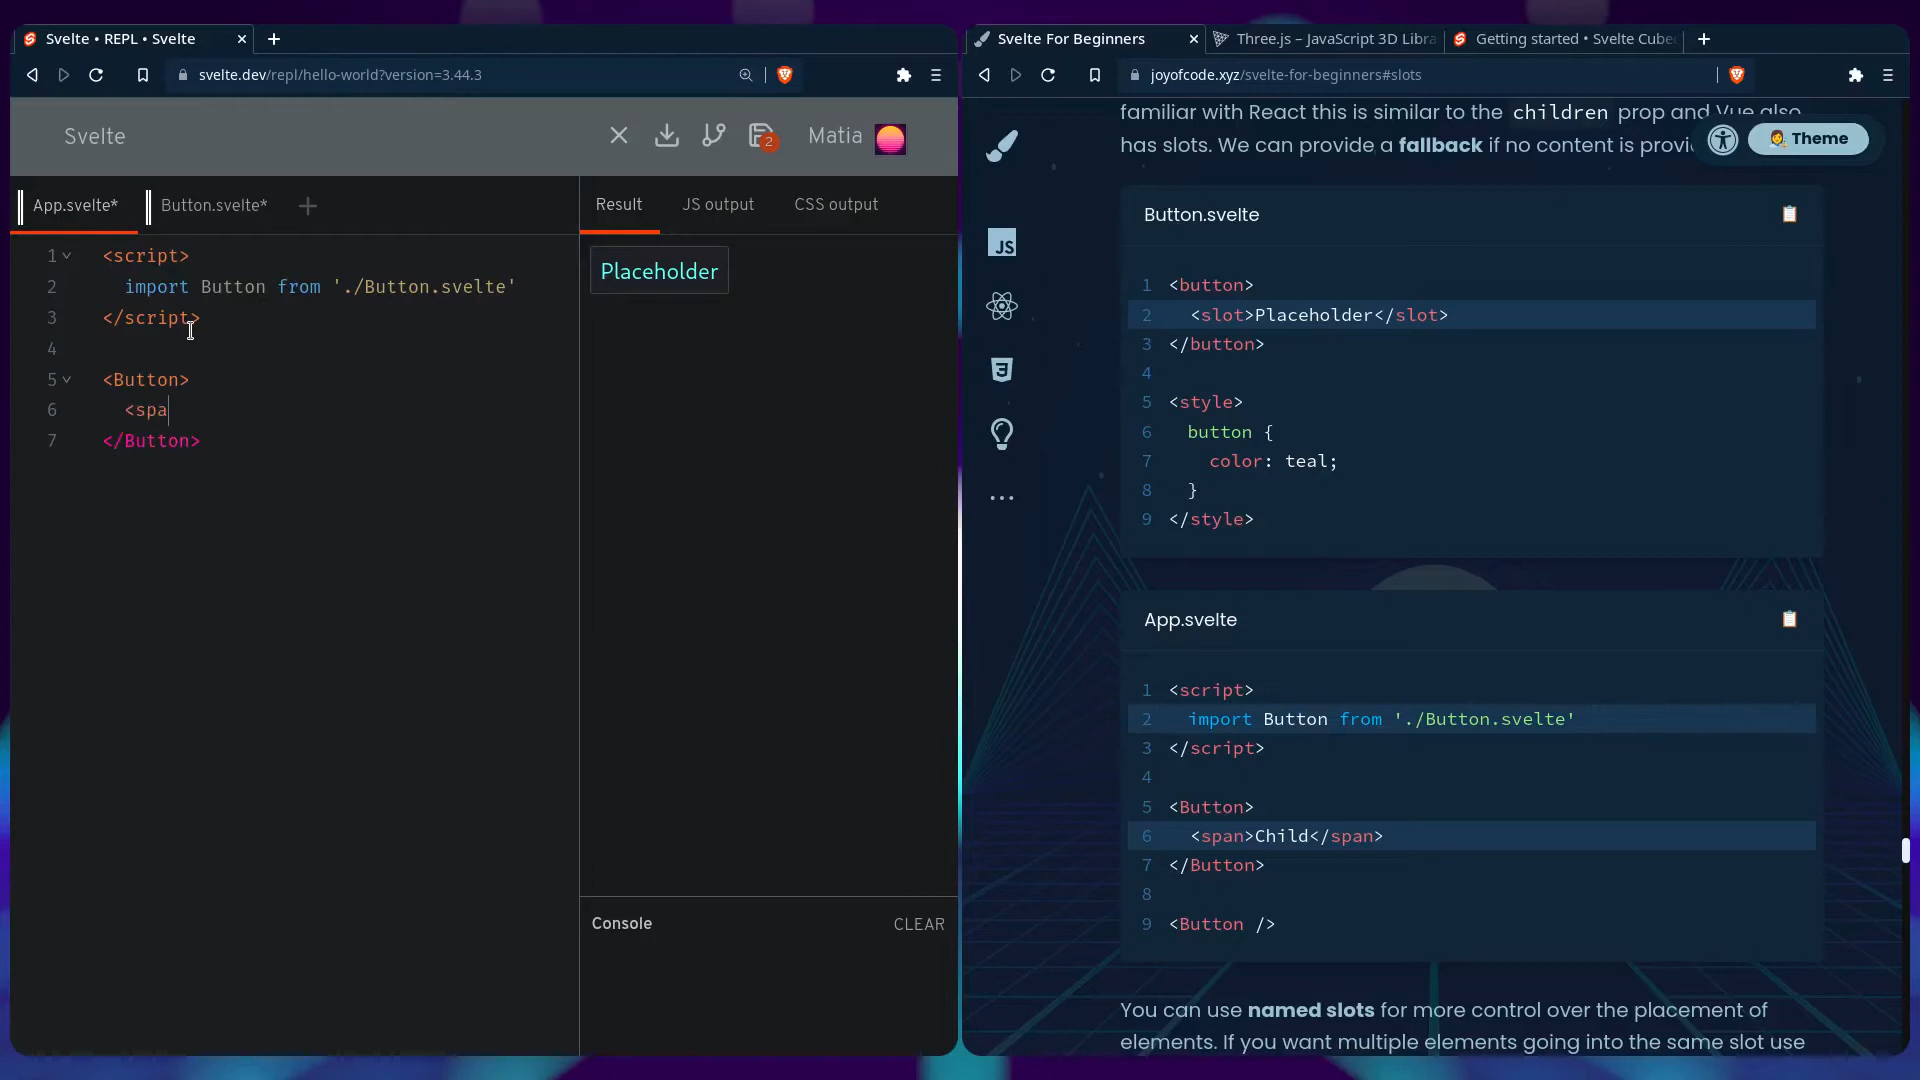 Svelte • REPL • Svelte
svelte.dev/repl/hello-world?version=3.44.3
Svelte
2
Matia
App.svelte*
Button.svelte*
1 <script>
2 import Button from './Button.svelte'
3 </script>
4
5 <Button>
6 <spa
7 </Button>
Result
JS output
CSS output
Placeholder
Console
CLEAR
Svelte For Beginners
Three.js – JavaScript 3D Libra
Getting started • Svelte Cube
joyofcode.xyz/svelte-for-beginners#slots
familiar with React this is similar to the children prop and Vue also
has slots. We can provide a fallback if no content is provi
Theme
JS
Button.svelte
1 <button>
2 <slot>Placeholder</slot>
3 </button>
4
5 <style>
6 button {
7 color: teal;
8 }
9 </style>
App.svelte
1 <script>
2 import Button from './Button.svelte'
3 </script>
4
5 <Button>
6 <span>Child</span>
7 </Button>
8
9 <Button />
You can use named slots for more control over the placement of
elements. If you want multiple elements going into the same slot use